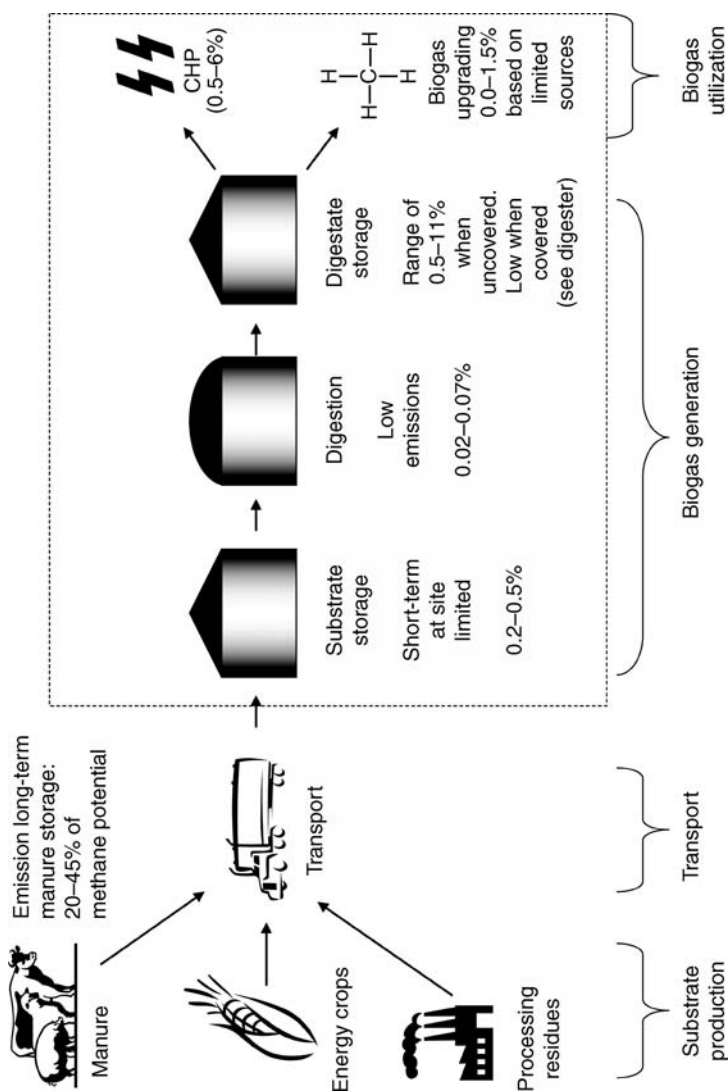 Emission long-term
manure storage:
20–45% of
methane potential
Manure
Energy crops
Processing
residues
Transport
Substrate
storage
Short-term
at site
limited
0.2–0.5%
Digestion
Low
emissions
0.02–0.07%
Digestate
storage
Range of
0.5–11%
when
uncovered.
Low when
covered
(see digester)
CHP
(0.5–6%)
H
H–C–H
H
Biogas
upgrading
0.0–1.5%
based on
limited
sources
Substrate
production
Transport
Biogas generation
Biogas
utilization